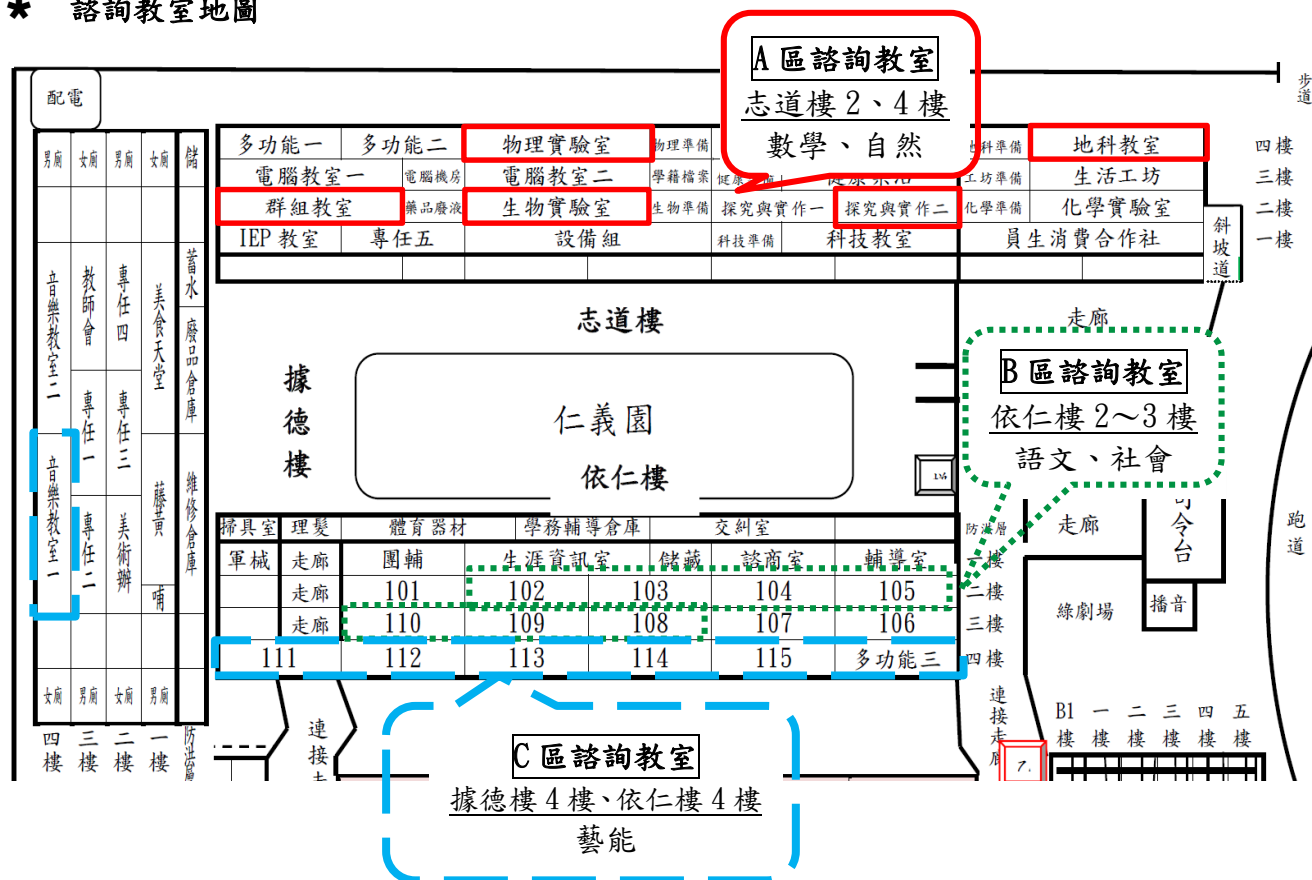 * 諮詢教室地圖
A 區諮詢教室
志道樓 2、4 樓
數學、自然
配電
步道
男廁 女廁 男廁 女廁 儲
多功能一 多功能二 物理實驗室 物理準備 地科教室 四樓
電腦教室一 電腦機房 電腦教室二 學籍檔案 工坊準備 生活工坊 三樓
群組教室 藥品廢液 生物實驗室 生物準備 探究與實作一 探究與實作二 化學準備 化學實驗室 二樓
IEP 教室 專任五 設備組 科技準備 科技教室 員生消費合作社 一樓
斜坡道
音樂教室二 教師會 專任四 美食天堂 蓄水 廢品倉庫
志道樓
走廊
據德樓
仁義園
依仁樓
B 區諮詢教室
依仁樓 2～3 樓
語文、社會
音樂教室一 專任一 專任三 藤黃 維修倉庫
專任二 美術辦 哺
掃具室 理髮 體育器材 學務輔導倉庫 交糾室 防洪層
軍械 走廊 團輔 生涯資訊室 儲藏 諮商室 輔導室 一樓
走廊 101 102 103 104 105 二樓
走廊 110 109 108 107 106 三樓
111 112 113 114 115 多功能三 四樓
走廊
司令台
播音
綠劇場
跑道
女廁 男廁 女廁 男廁
四樓 三樓 二樓 一樓
連接
連接走廊
B1樓 一樓 二樓 三樓 四樓 五樓
C 區諮詢教室
據德樓 4 樓、依仁樓 4 樓
藝能